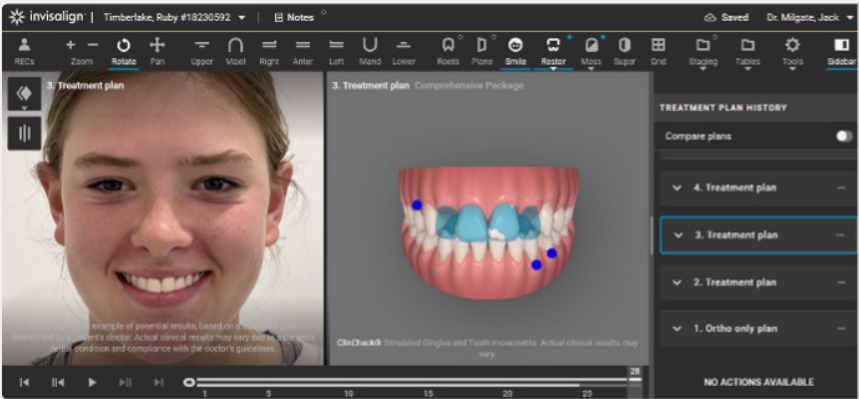 invisalign | Timberlake, Ruby #18230592 | Notes Saved Dr. Milgate, Jack
RECs Zoom Rotate Pan Upper Maxil Right Anter Left Mand Lower Roots Plane Smile Restor Mass Super Grid Staging Tables Tools Sidebar
3. Treatment plan
3. Treatment plan Comprehensive Package
TREATMENT PLAN HISTORY
Compare plans
4. Treatment plan
3. Treatment plan
2. Treatment plan
1. Ortho only plan
example of potential results, based on a
patient's doctor. Actual clinical results may vary due to a patient's
dental condition and compliance with the doctor's guidelines.
ClinCheck® Simulated Gingiva and Tooth movements. Actual clinical results may
vary.
28
1 5 10 15 20 25
NO ACTIONS AVAILABLE